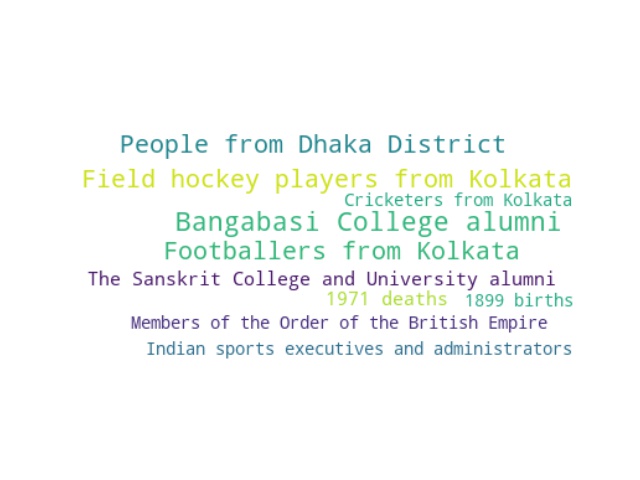 People from Dhaka District
Field hockey players from Kolkata
Cricketers from Kolkata
Bangabasi College alumni
Footballers from Kolkata
The Sanskrit College and University alumni
1971 deaths 1899 births
Members of the Order of the British Empire
Indian sports executives and administrators